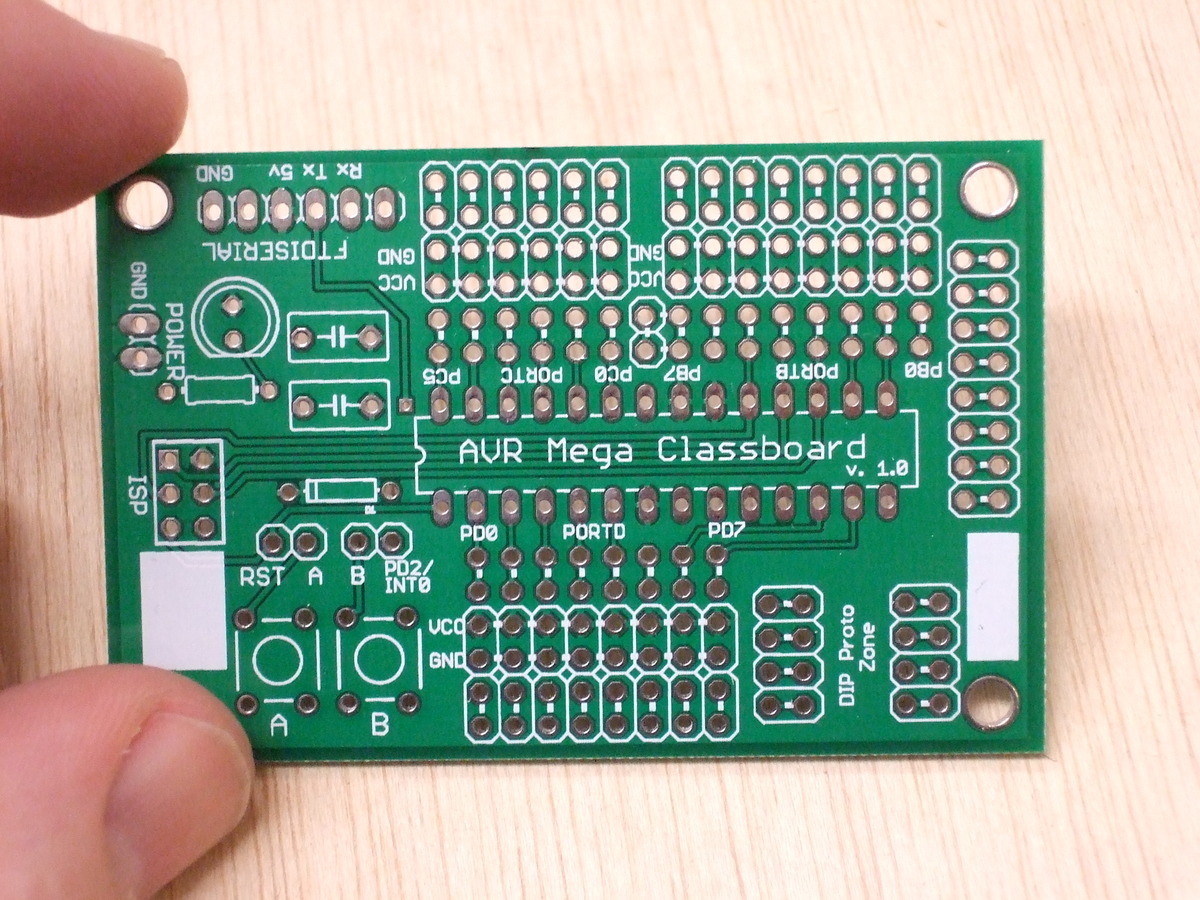 GND 5v Tx Rx
FTDISERIAL
GND
VCC
GND
VCC
GND
POWER
PC5 PORTC PC0 PB7 PORTB PB0
AVR Mega Classboard
v. 1.0
ISP
PD0 PORTD PD7
RST A B PD2/
INT0
VCC
GND
A B
DIP Proto
Zone